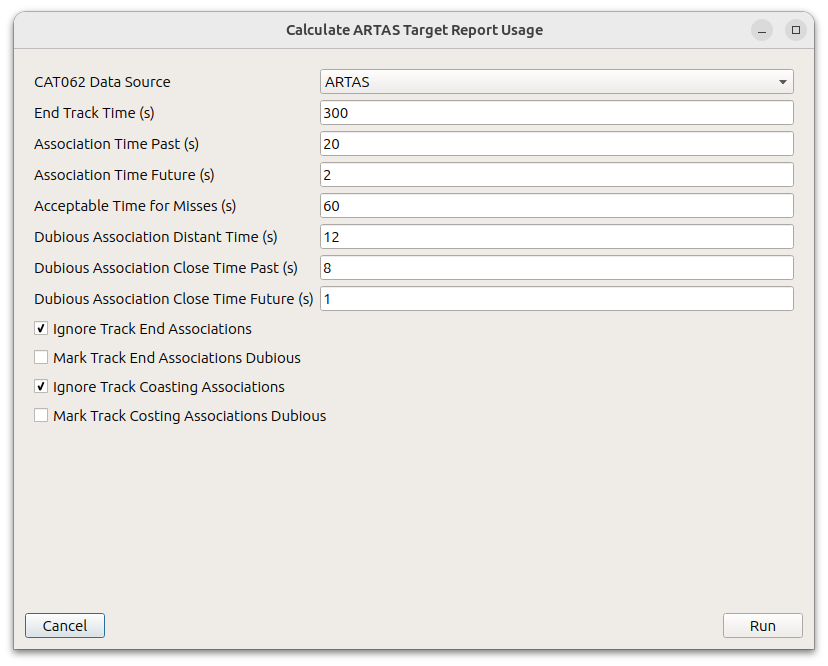 Calculate ARTAS Target Report Usage
CAT062 Data Source ARTAS
End Track Time (s) 300
Association Time Past (s) 20
Association Time Future (s) 2
Acceptable Time for Misses (s) 60
Dubious Association Distant Time (s) 12
Dubious Association Close Time Past (s) 8
Dubious Association Close Time Future (s) 1
Ignore Track End Associations
Mark Track End Associations Dubious
Ignore Track Coasting Associations
Mark Track Costing Associations Dubious
Cancel Run